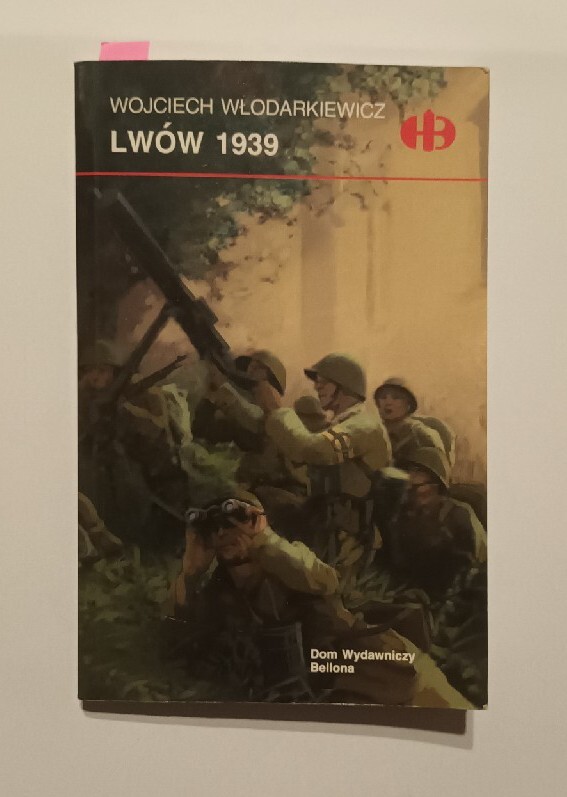 WOJCIECH WŁODARKIEWICZ
LWÓW 1939
HB
Dom Wydawniczy
Bellona